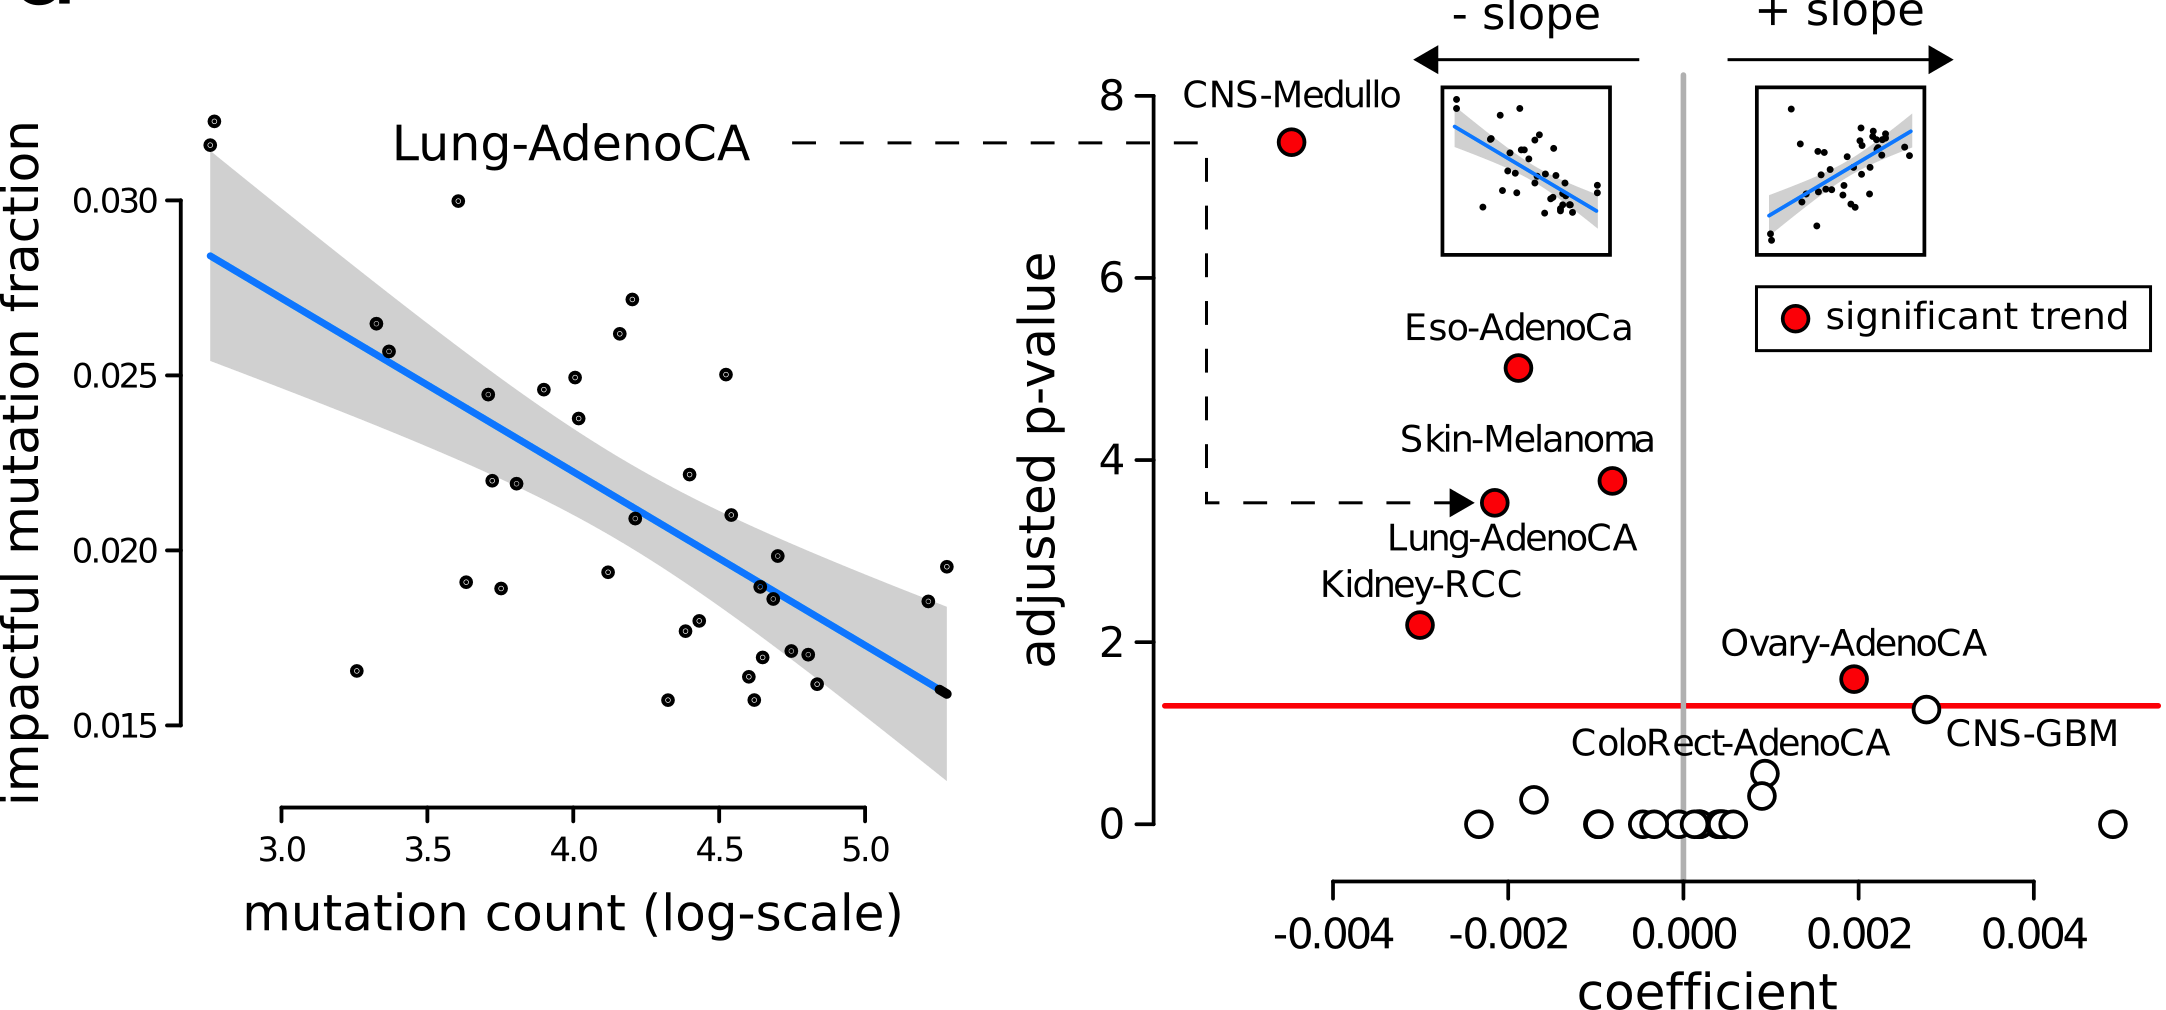 Lung-AdenoCA
impactful mutation fraction
0.030
0.025
0.020
0.015
3.0 3.5 4.0 4.5 5.0
mutation count (log-scale)
- slope
+ slope
adjusted p-value
8
6
4
2
0
CNS-Medullo
significant trend
Eso-AdenoCa
Skin-Melanoma
Lung-AdenoCA
Kidney-RCC
Ovary-AdenoCA
CNS-GBM
ColoRect-AdenoCA
-0.004 -0.002 0.000 0.002 0.004
coefficient